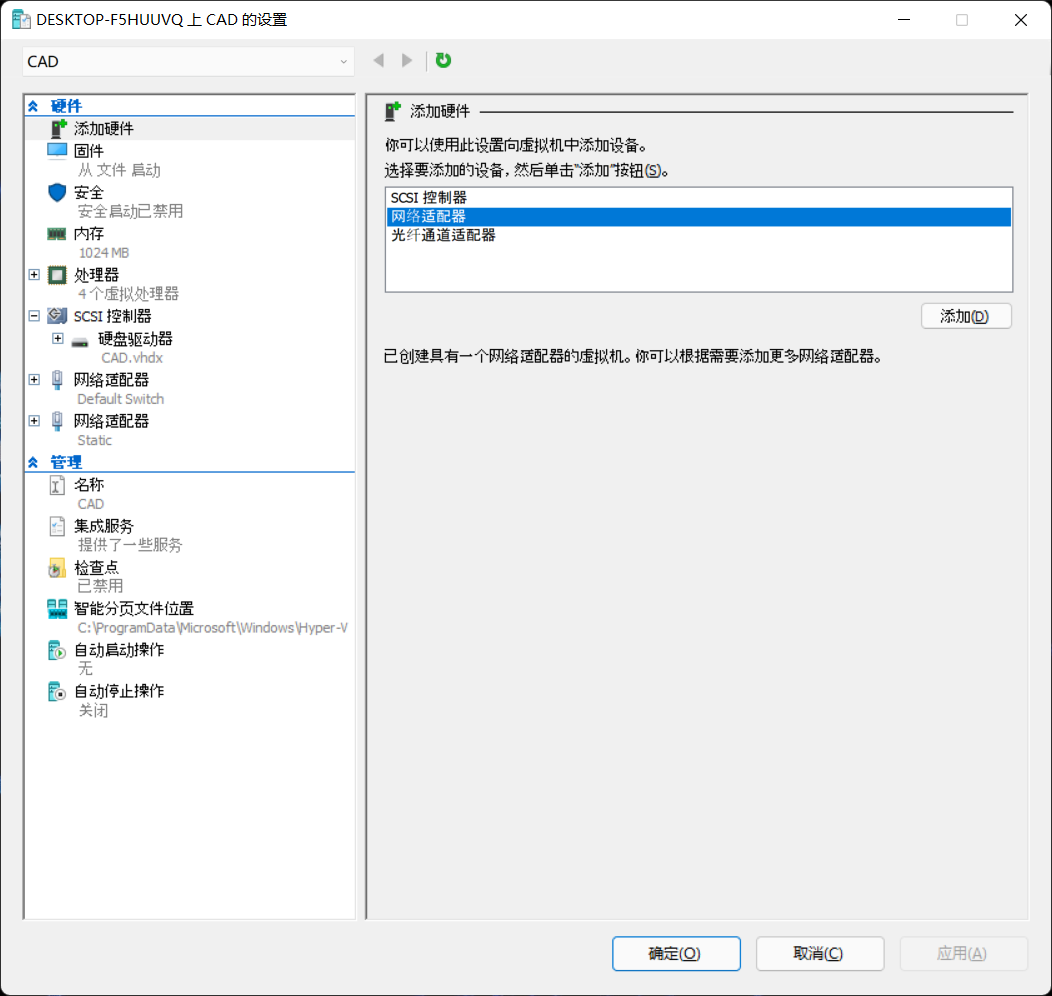 DESKTOP-F5HUUVQ 上 CAD 的设置
CAD
硬件
添加硬件
固件
从 文件 启动
安全
安全启动已禁用
内存
1024 MB
处理器
4 个虚拟处理器
SCSI 控制器
硬盘驱动器
CAD.vhdx
网络适配器
Default Switch
网络适配器
Static
管理
名称
CAD
集成服务
提供了一些服务
检查点
已禁用
智能分页文件位置
C:\ProgramData\Microsoft\Windows\Hyper-V
自动启动操作
无
自动停止操作
关闭
添加硬件
你可以使用此设置向虚拟机中添加设备。
选择要添加的设备，然后单击"添加"按钮(S)。
SCSI 控制器
网络适配器
光纤通道适配器
添加(D)
已创建具有一个网络适配器的虚拟机。你可以根据需要添加更多网络适配器。
确定(O)
取消(C)
应用(A)